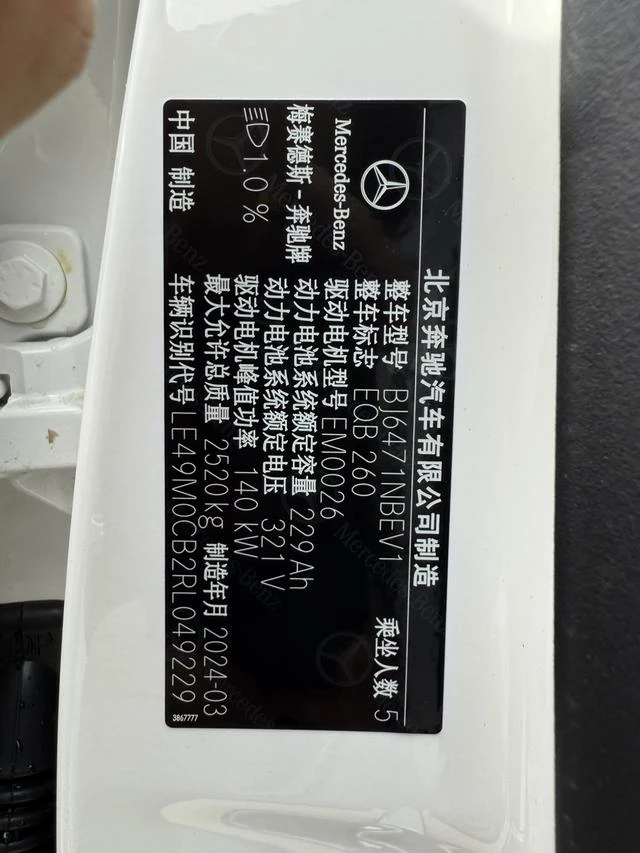 北京奔驰汽车有限公司制造
Mercedes-Benz
梅赛德斯-奔驰牌
1.0 %
中国 制造
整车型号 BJ6471NBEV1
乘坐人数 5
整车标志 EQB 260
驱动电机型号 EM0026
动力电池系统额定容量 229 Ah
动力电池系统额定电压 321 V
驱动电机峰值功率 140 kW
最大允许总质量 2520kg 制造年月 2024-03
车辆识别代号 LE49M0CB2RL049229
3867777